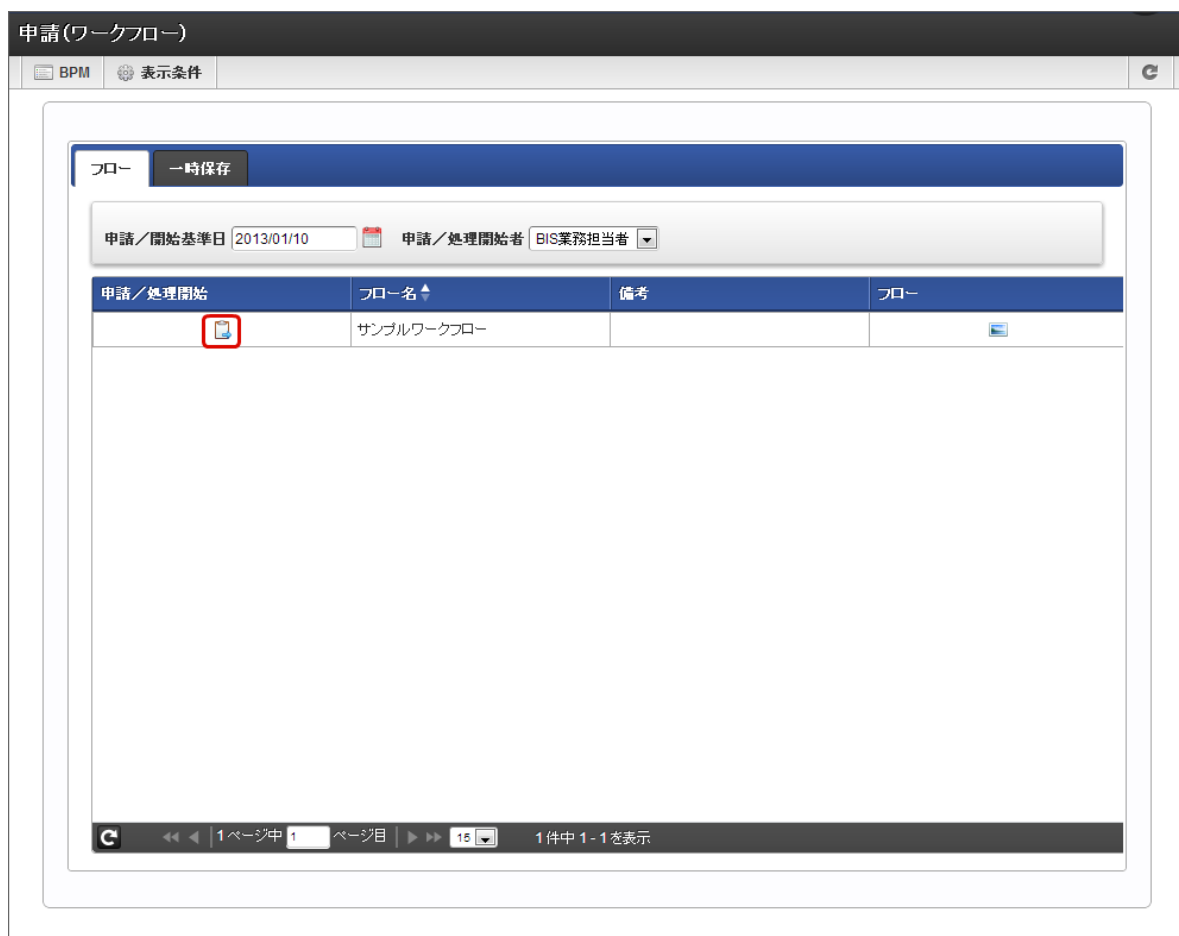 申請(ワークフロー)
BPM 表示条件
フロー 一時保存
申請／開始基準日 2013/01/10 申請／処理開始者 BIS業務担当者
申請／処理開始 フロー名 備考 フロー
サンプルワークフロー
1ページ中 1 ページ目 15 1件中 1 - 1 を表示